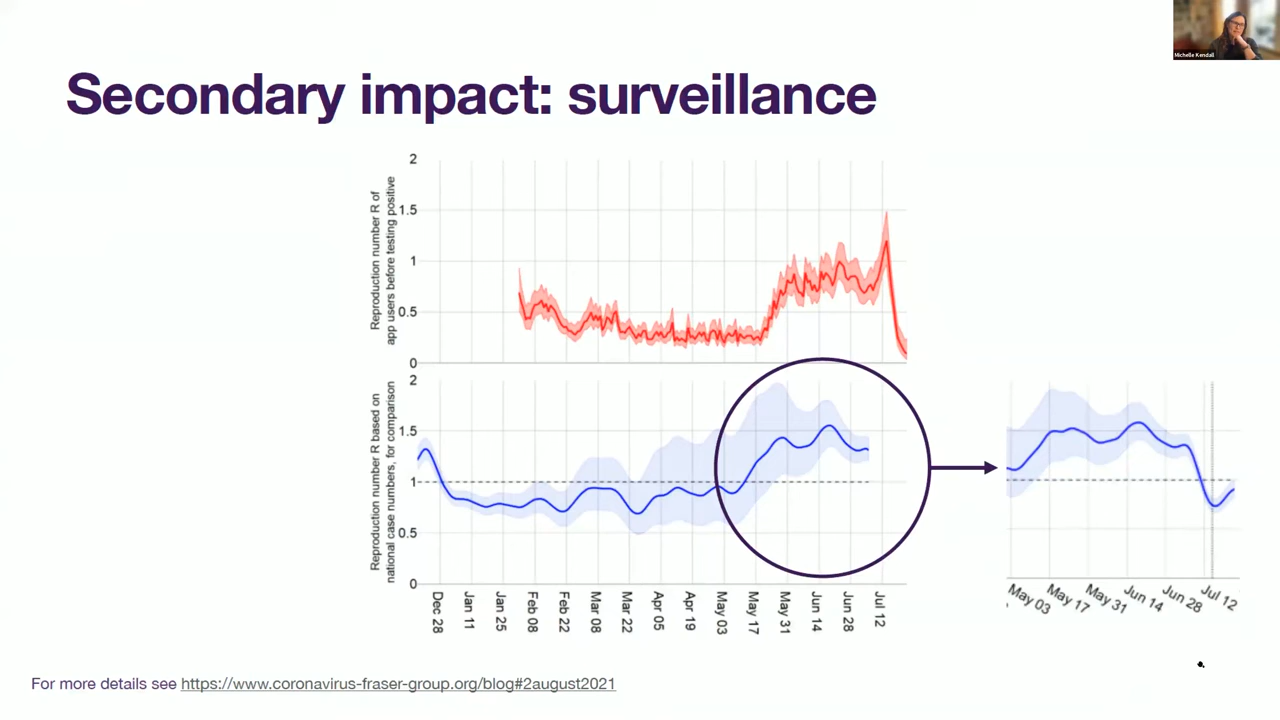 Michelle Kendall
Secondary impact: surveillance
Reproduction number R of
app users before testing positive
2
1.5
1
0.5
0
Reproduction number R based on
national case numbers, for comparison
2
1.5
1
0.5
0
Dec 28
Jan 11
Jan 25
Feb 08
Feb 22
Mar 08
Mar 22
Apr 05
Apr 19
May 03
May 17
May 31
Jun 14
Jun 28
Jul 12
May 03
May 17
May 31
Jun 14
Jun 28
Jul 12
For more details see https://www.coronavirus-fraser-group.org/blog#2august2021